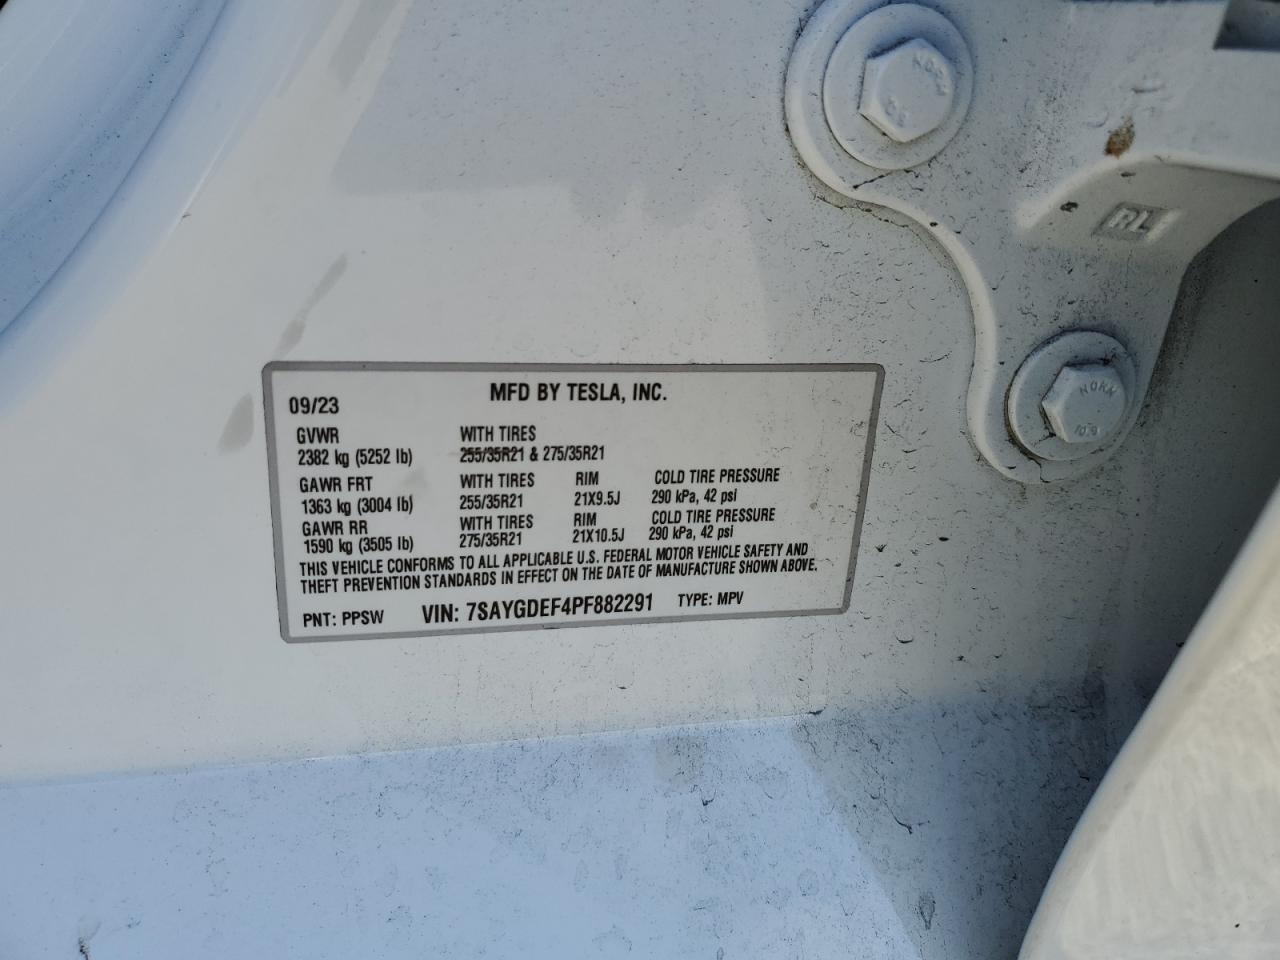 RL
09/23
MFD BY TESLA, INC.
GVWR
2382 kg (5252 lb)
WITH TIRES
255/35R21 & 275/35R21
GAWR FRT
1363 kg (3004 lb)
WITH TIRES
255/35R21
RIM
21X9.5J
COLD TIRE PRESSURE
290 kPa, 42 psi
GAWR RR
1590 kg (3505 lb)
WITH TIRES
275/35R21
RIM
21X10.5J
COLD TIRE PRESSURE
290 kPa, 42 psi
THIS VEHICLE CONFORMS TO ALL APPLICABLE U.S. FEDERAL MOTOR VEHICLE SAFETY AND
THEFT PREVENTION STANDARDS IN EFFECT ON THE DATE OF MANUFACTURE SHOWN ABOVE.
PNT: PPSW
VIN: 7SAYGDEF4PF882291
TYPE: MPV